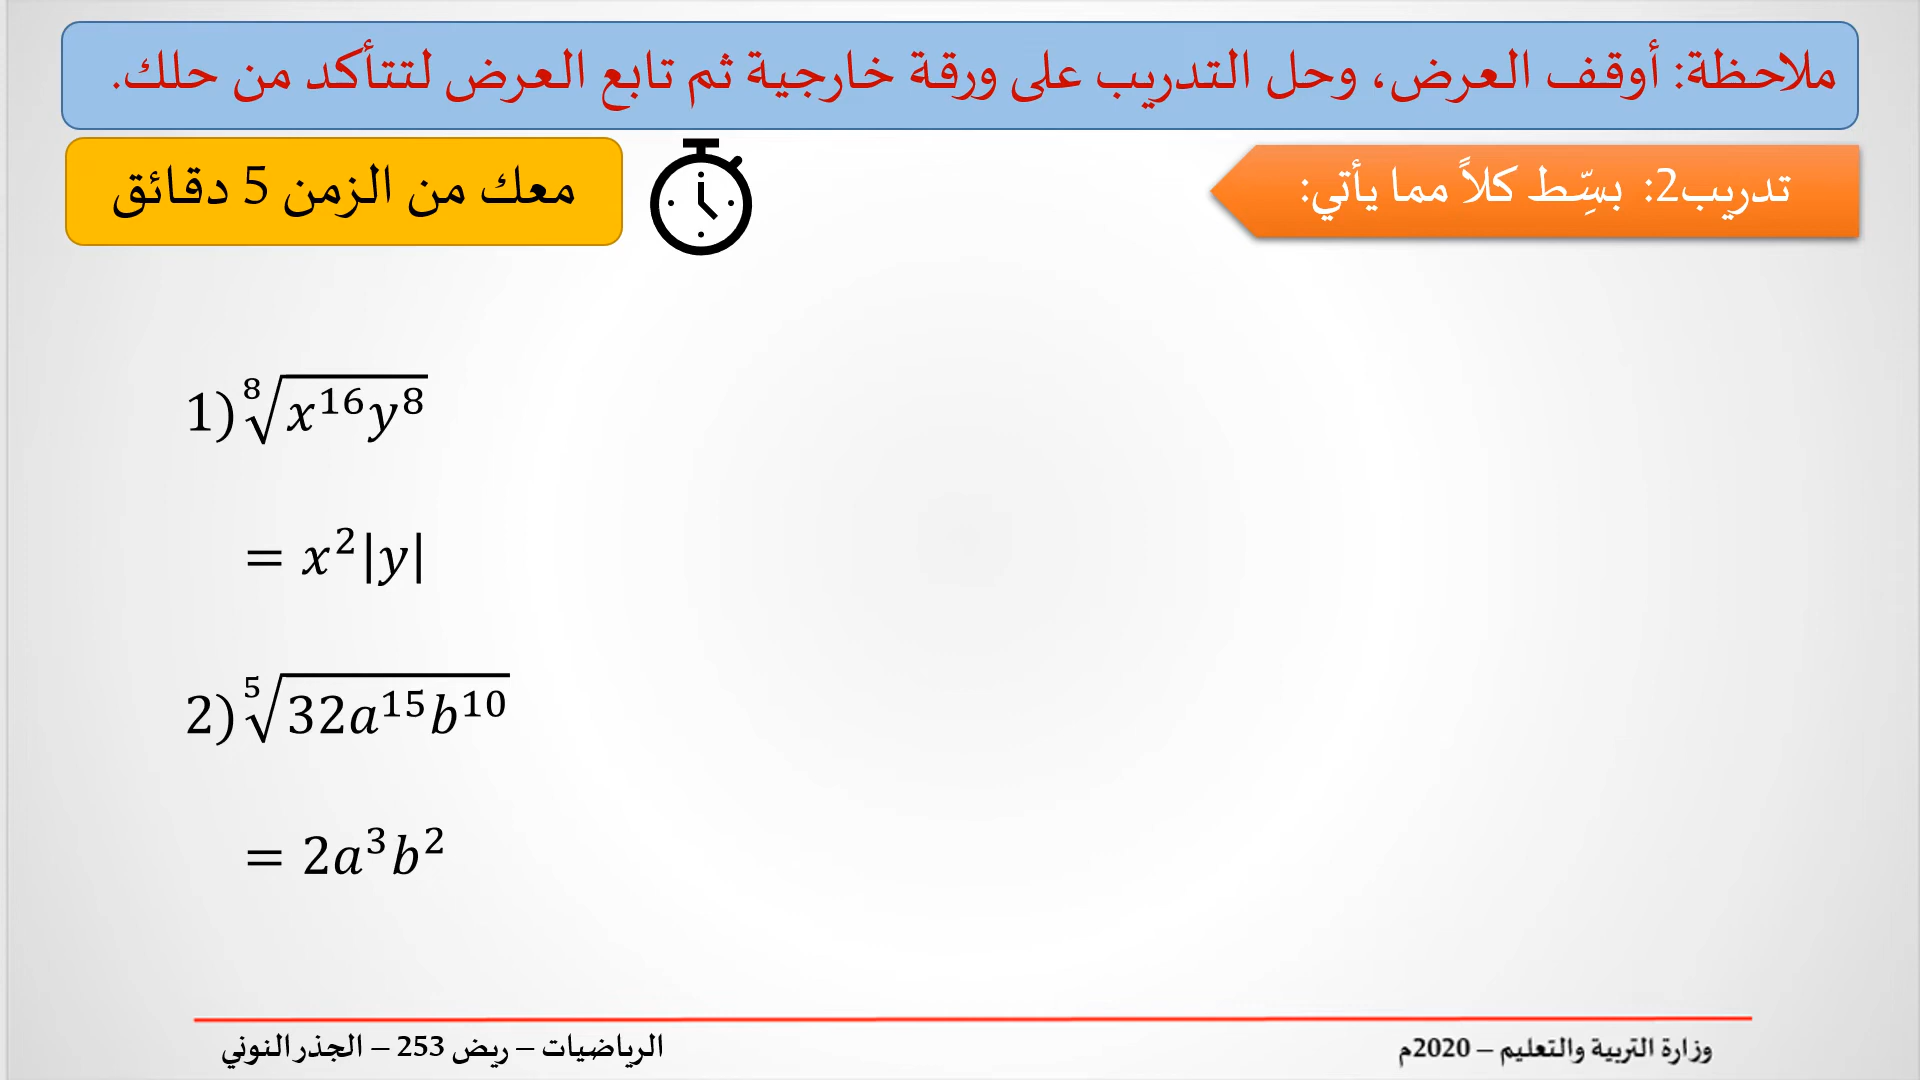 ملاحظة: أوقف العرض، وحل التدريب على ورقة خارجية ثم تابع العرض لتتأكد من حلك.
تدريب2: بسِّط كلاً مما يأتي:
معك من الزمن 5 دقائق
1) ⁸√(x¹⁶y⁸)
= x²|y|
2) ⁵√(32a¹⁵b¹⁰)
= 2a³b²
وزارة التربية والتعليم – 2020م
الرياضيات – ريض 253 – الجذر النوني